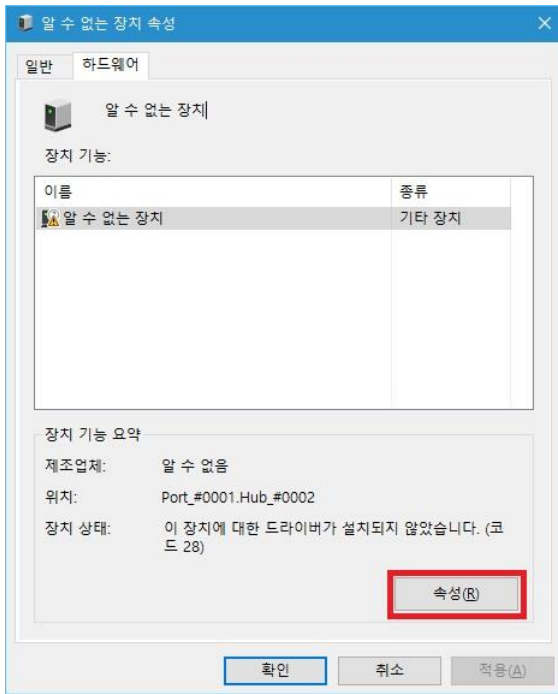 알 수 없는 장치 속성
일반 하드웨어
알 수 없는 장치
장치 기능:
이름 종류
알 수 없는 장치 기타 장치
장치 기능 요약
제조업체: 알 수 없음
위치: Port_#0001.Hub_#0002
장치 상태: 이 장치에 대한 드라이버가 설치되지 않았습니다. (코
드 28)
속성(R)
확인 취소 적용(A)